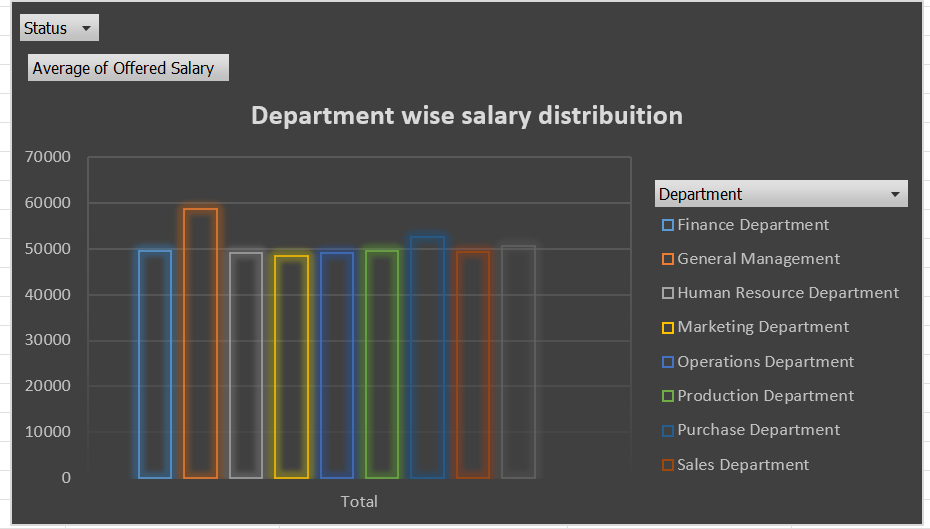 Status
Average of Offered Salary
Department wise salary distribuition
70000
60000
50000
40000
30000
20000
10000
0
Total
Department
Finance Department
General Management
Human Resource Department
Marketing Department
Operations Department
Production Department
Purchase Department
Sales Department